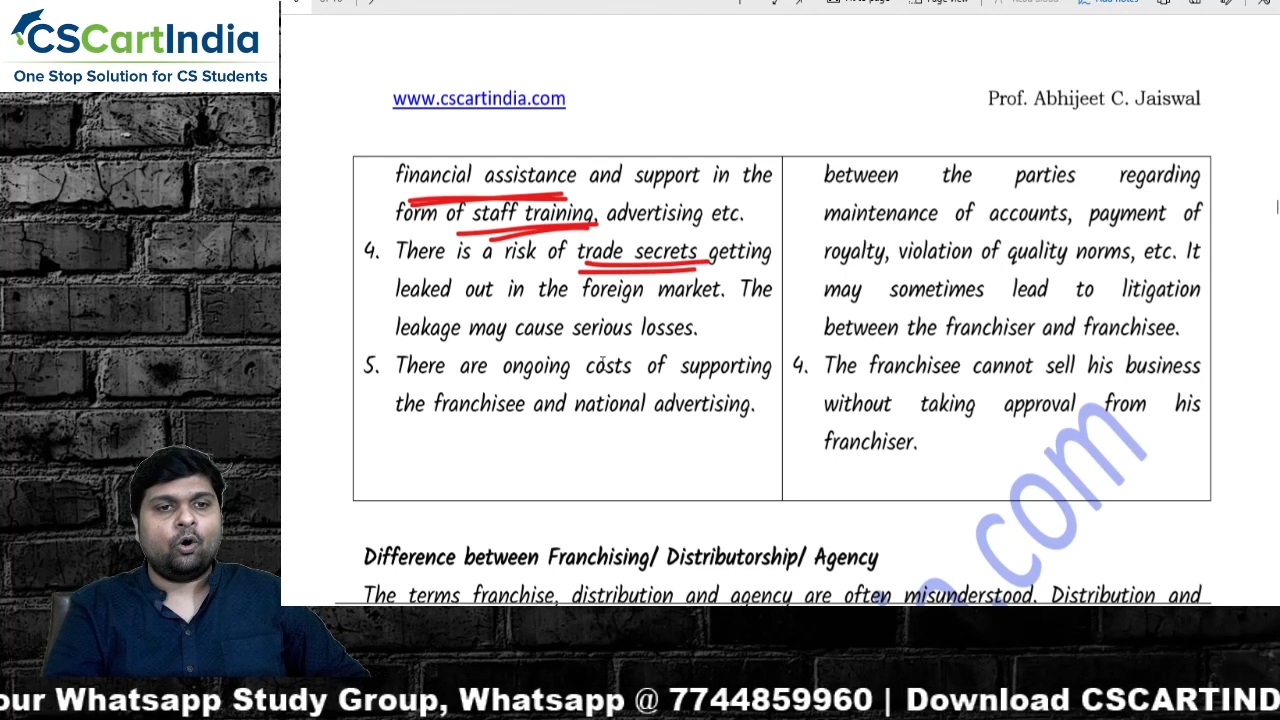 CSCartIndia
One Stop Solution for CS Students
www.cscartindia.com
Prof. Abhijeet C. Jaiswal
financial assistance and support in the
form of staff training, advertising etc.
4. There is a risk of trade secrets getting
leaked out in the foreign market. The
leakage may cause serious losses.
5. There are ongoing costs of supporting
the franchisee and national advertising.
between the parties regarding
maintenance of accounts, payment of
royalty, violation of quality norms, etc. It
may sometimes lead to litigation
between the franchiser and franchisee.
4. The franchisee cannot sell his business
without taking approval from his
franchiser.
Difference between Franchising/ Distributorship/ Agency
The terms franchise, distribution and agency are often misunderstood. Distribution and
.com
our Whatsapp Study Group, Whatsapp @ 7744859960 | Download CSCARTIND